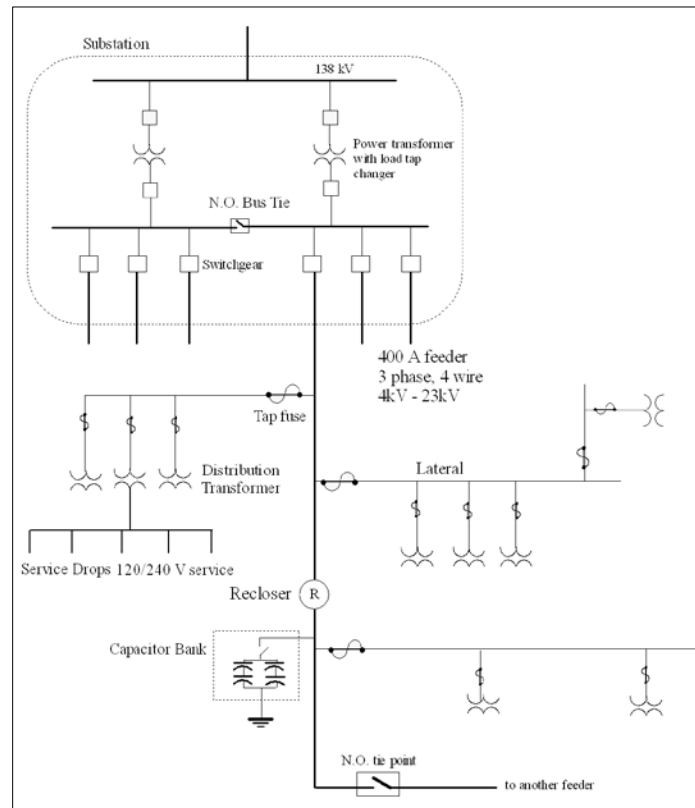 Substation
138 kV
Power transformer
with load tap
changer
N.O. Bus Tie
Switchgear
400 A feeder
3 phase, 4 wire
4kV - 23kV
Tap fuse
Lateral
Distribution
Transformer
Service Drops 120/240 V service
Recloser
R
Capacitor Bank
N.O. tie point
to another feeder